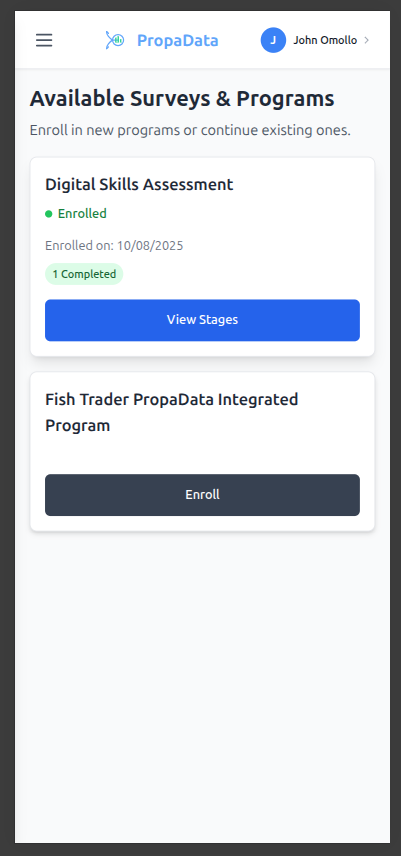 PropaData
J
John Omollo
Available Surveys & Programs
Enroll in new programs or continue existing ones.
Digital Skills Assessment
Enrolled
Enrolled on: 10/08/2025
1 Completed
View Stages
Fish Trader PropaData Integrated
Program
Enroll